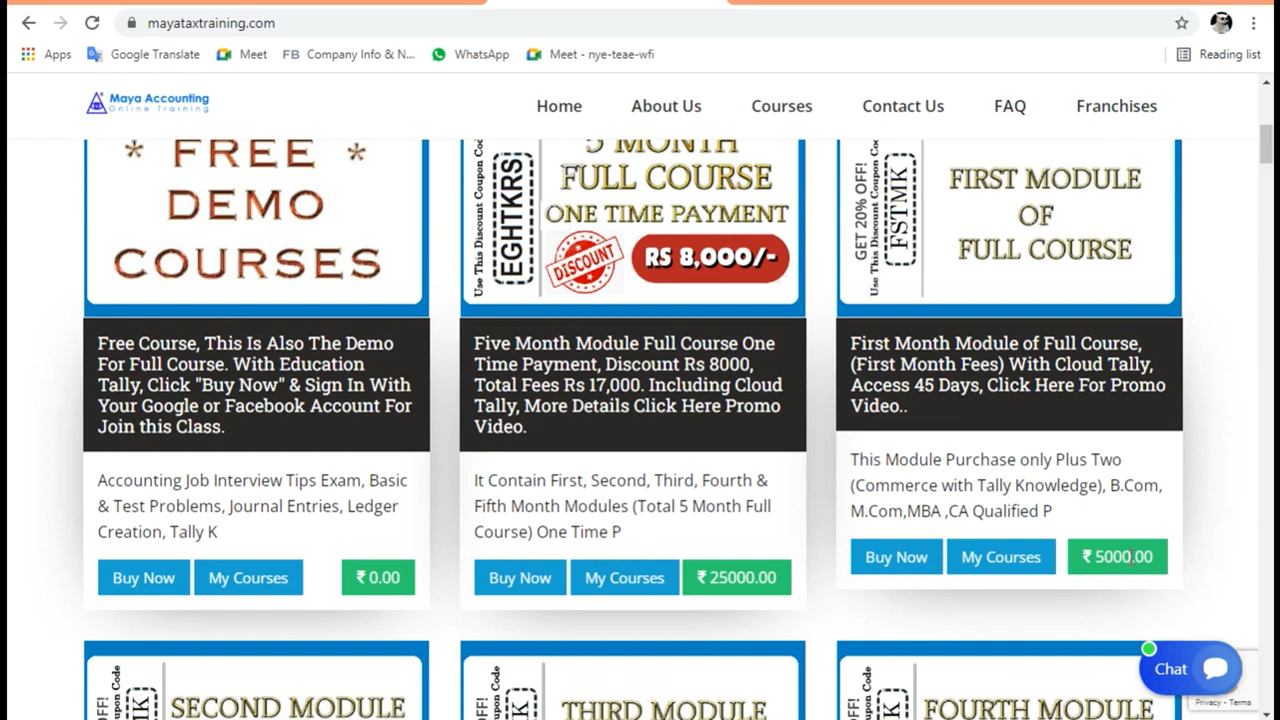 mayataxtraining.com
Apps
Google Translate
Meet
FB Company Info & N...
WhatsApp
Meet - nye-teae-wfi
Reading list
Maya Accounting
Online Training
Home
About Us
Courses
Contact Us
FAQ
Franchises
* FREE *
DEMO
COURSES
Use This Discount Coupon Code
EGHTKRS
5 MONTH
FULL COURSE
ONE TIME PAYMENT
DISCOUNT
RS 8,000/-
GET 20% OFF!
Use This Discount Coupon Code
FSTMK
FIRST MODULE
OF
FULL COURSE
Free Course, This Is Also The Demo
For Full Course. With Education
Tally, Click "Buy Now" & Sign In With
Your Google or Facebook Account For
Join this Class.
Accounting Job Interview Tips Exam, Basic
& Test Problems, Journal Entries, Ledger
Creation, Tally K
Buy Now
My Courses
₹ 0.00
Five Month Module Full Course One
Time Payment, Discount Rs 8000,
Total Fees Rs 17,000. Including Cloud
Tally, More Details Click Here Promo
Video.
It Contain First, Second, Third, Fourth &
Fifth Month Modules (Total 5 Month Full
Course) One Time P
Buy Now
My Courses
₹ 25000.00
First Month Module of Full Course,
(First Month Fees) With Cloud Tally,
Access 45 Days, Click Here For Promo
Video..
This Module Purchase only Plus Two
(Commerce with Tally Knowledge), B.Com,
M.Com,MBA ,CA Qualified P
Buy Now
My Courses
₹ 5000.00
SECOND MODULE
THIRD MODULE
FOURTH MODULE
Chat
Privacy - Terms